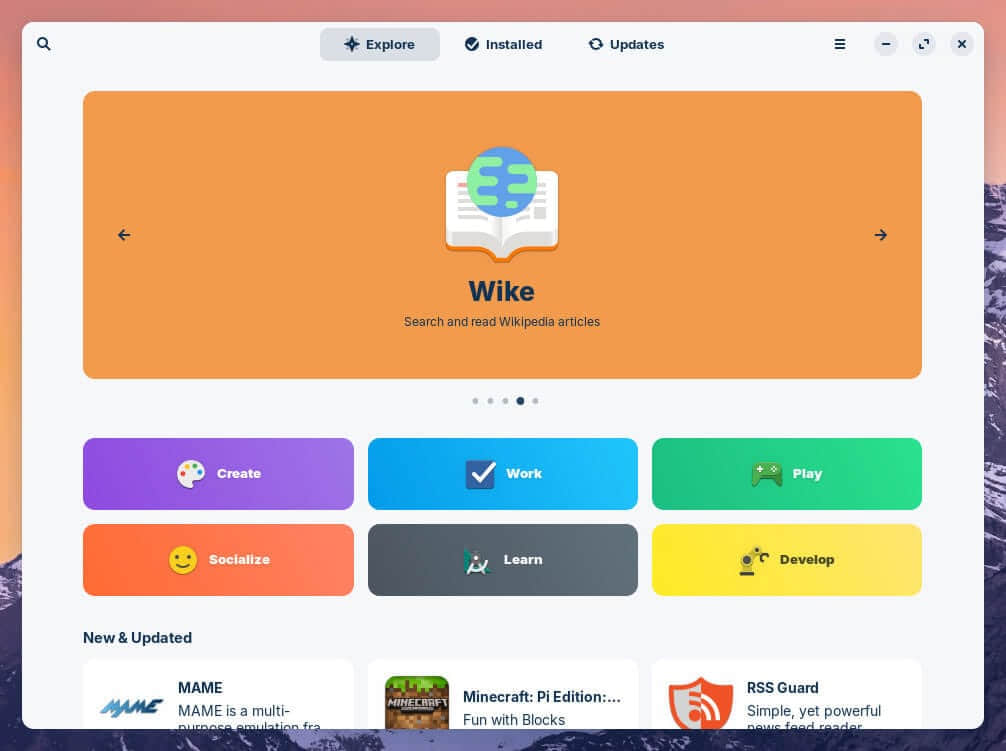 Explore
Installed
Updates
Wike
Search and read Wikipedia articles
Create
Work
Play
Socialize
Learn
Develop
New & Updated
MAME
MAME
MAME is a multi-
purpose emulation fra
MINECRAFT
Minecraft: Pi Edition:...
Fun with Blocks
RSS Guard
Simple, yet powerful
news feed reader